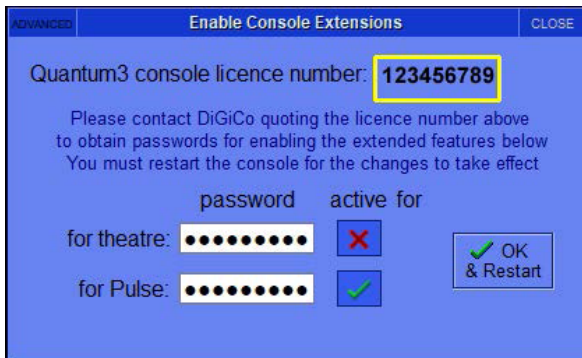 ADVANCED Enable Console Extensions CLOSE
Quantum3 console licence number: 123456789
Please contact DiGiCo quoting the licence number above
to obtain passwords for enabling the extended features below
You must restart the console for the changes to take effect
password active for
for theatre: ●●●●●●●●●
for Pulse: ●●●●●●●●●
OK
& Restart